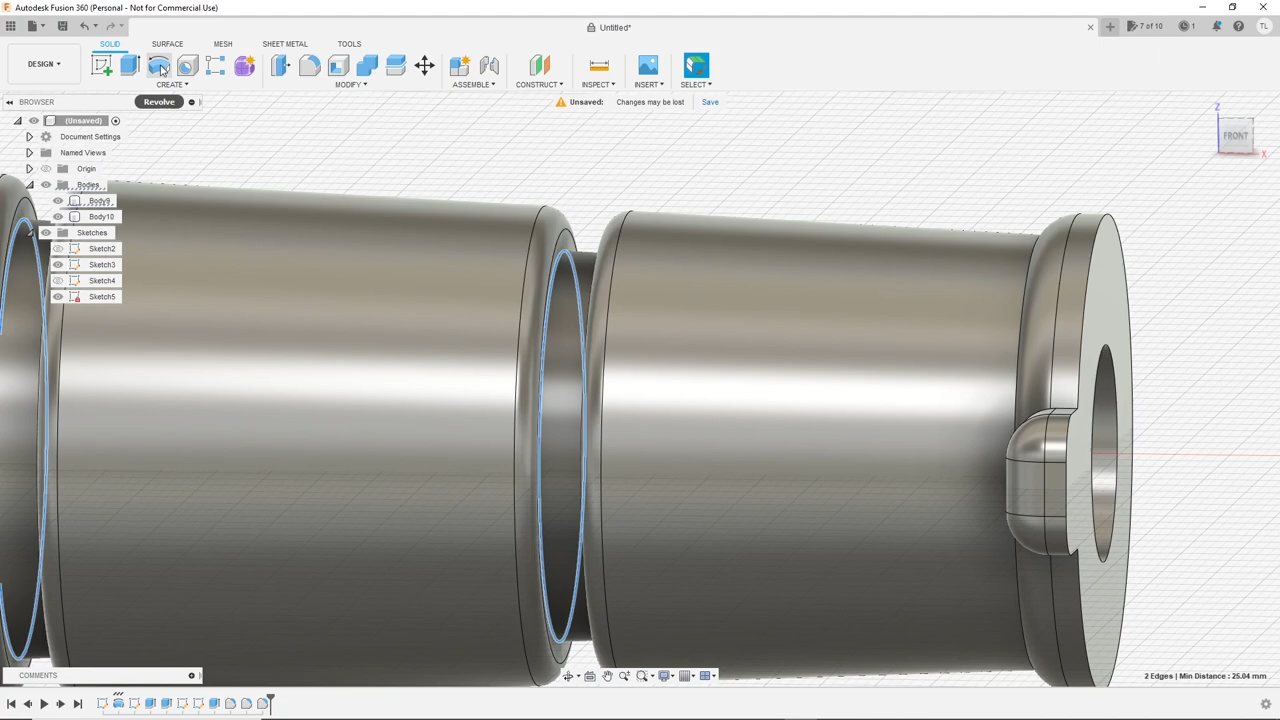 Autodesk Fusion 360 (Personal - Not for Commercial Use)
Untitled*
7 of 10
1
TL
SOLID
SURFACE
MESH
SHEET METAL
TOOLS
DESIGN
CREATE
MODIFY
ASSEMBLE
CONSTRUCT
INSPECT
INSERT
SELECT
BROWSER
Revolve
Unsaved: Changes may be lost Save
(Unsaved)
Document Settings
Named Views
Origin
Bodies
Body9
Body10
Sketches
Sketch2
Sketch3
Sketch4
Sketch5
Z
FRONT
X
COMMENTS
2 Edges | Min Distance : 25.04 mm